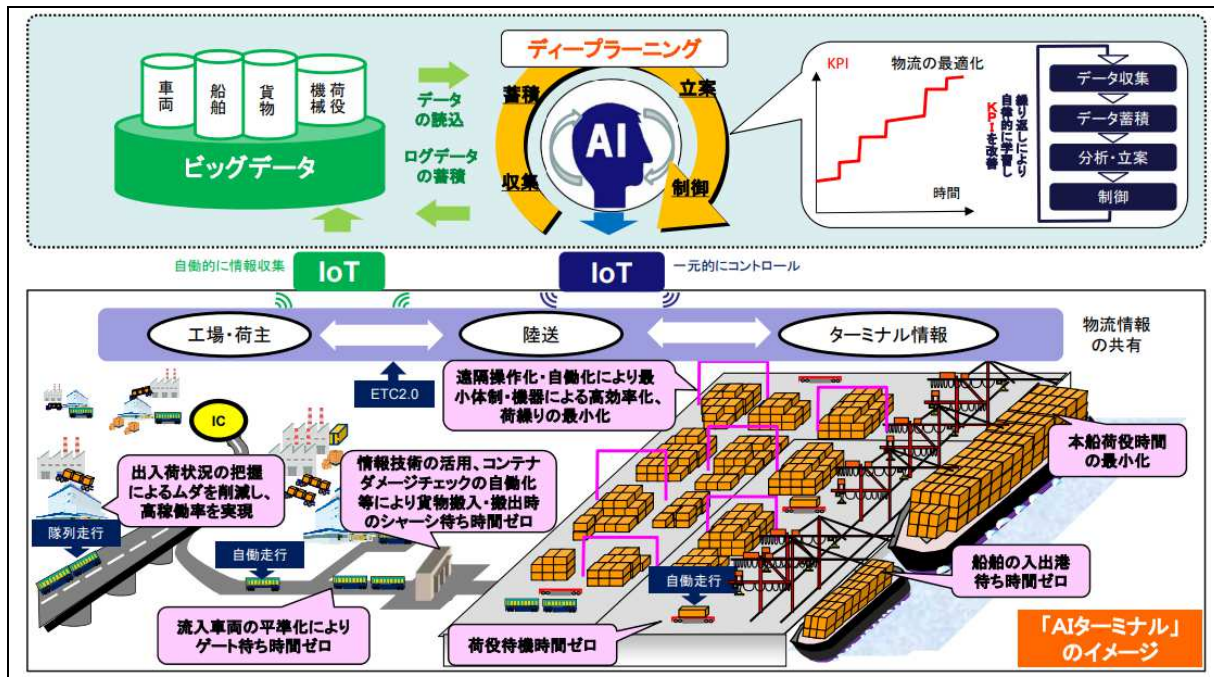 車両
船舶
貨物
荷役
機械
ビッグデータ
データ
の読込
ログデータ
の蓄積
ディープラーニング
蓄積
立案
AI
収集
制御
KPI
物流の最適化
時間
繰り返しにより
自律的に学習し
KPIを改善
データ収集
データ蓄積
分析・立案
制御
自働的に情報収集
IoT
IoT
一元的にコントロール
工場・荷主
陸送
ターミナル情報
物流情報
の共有
ETC2.0
IC
遠隔操作化・自働化により最
小体制・機器による高効率化、
荷繰りの最小化
本船荷役時間
の最小化
出入荷状況の把握
によるムダを削減し、
高稼働率を実現
情報技術の活用、コンテナ
ダメージチェックの自働化
等により貨物搬入・搬出時
のシャーシ待ち時間ゼロ
隊列走行
自働走行
自働走行
船舶の入出港
待ち時間ゼロ
流入車両の平準化により
ゲート待ち時間ゼロ
荷役待機時間ゼロ
「AIターミナル」
のイメージ